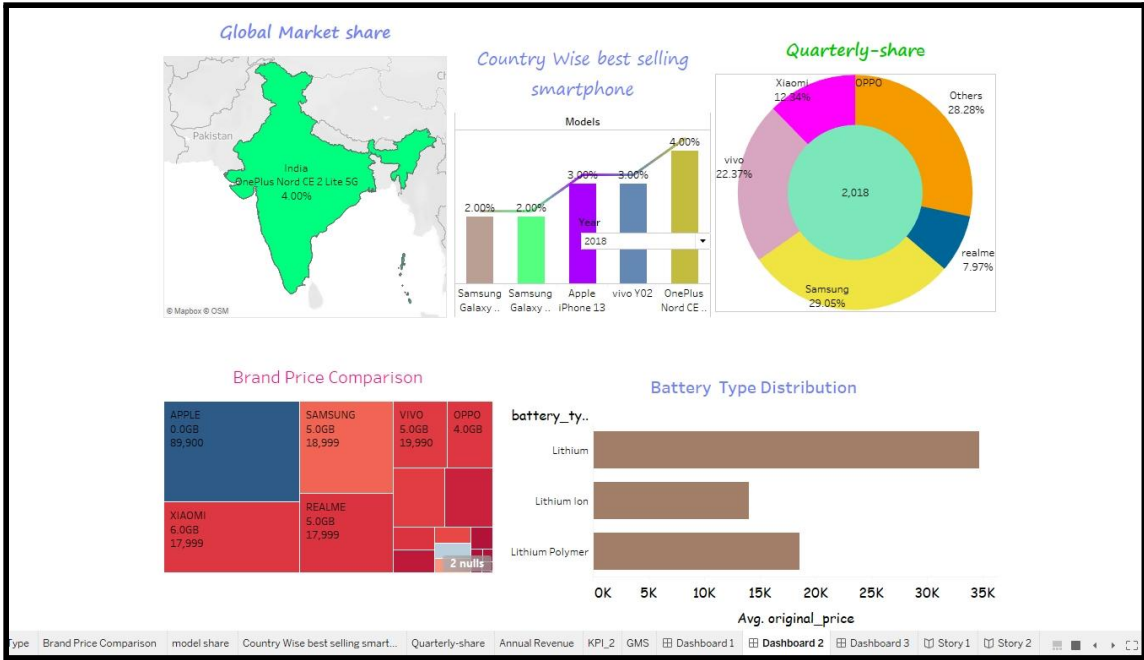 Global Market share
Pakistan
India
OnePlus Nord CE 2 Lite 5G
4.00%
© Mapbox © OSM
Country Wise best selling
smartphone
Models
2.00%
2.00%
3.00%
3.00%
4.00%
Year
2018
Samsung
Galaxy ..
Samsung
Galaxy ..
Apple
iPhone 13
vivo Y02
OnePlus
Nord CE ..
Quarterly-share
Xiaomi
12.34%
OPPO
Others
28.28%
vivo
22.37%
2,018
realme
7.97%
Samsung
29.05%
Brand Price Comparison
APPLE
0.0GB
89,900
SAMSUNG
5.0GB
18,999
VIVO
5.0GB
19,990
OPPO
4.0GB
XIAOMI
6.0GB
17,999
REALME
5.0GB
17,999
2 nulls
Battery Type Distribution
battery_ty..
Lithium
Lithium Ion
Lithium Polymer
0K 5K 10K 15K 20K 25K 30K 35K
Avg. original_price
Type Brand Price Comparison model share Country Wise best selling smart... Quarterly-share Annual Revenue KPI_2 GMS Dashboard 1 Dashboard 2 Dashboard 3 Story 1 Story 2